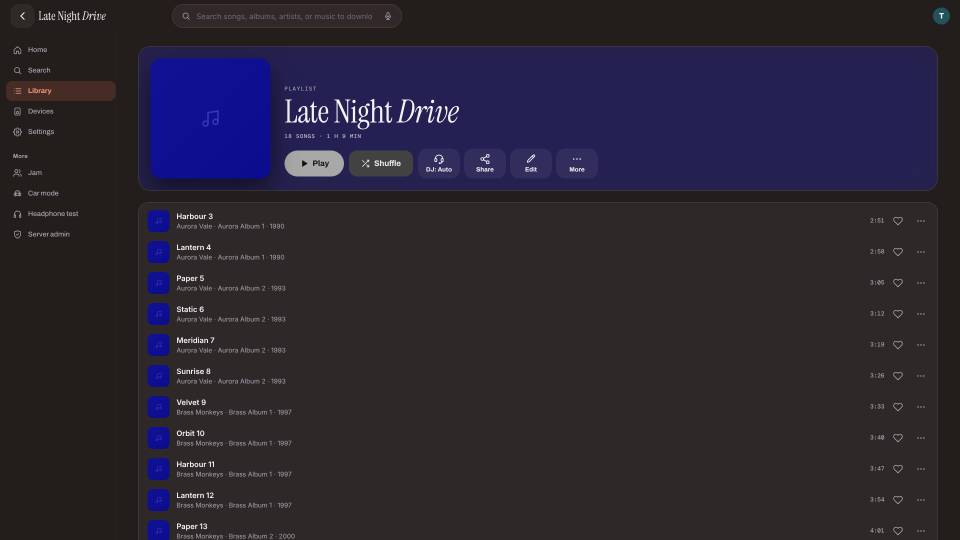 Late Night Drive
Search songs, albums, artists, or music to downlo
T
Home
Search
Library
Devices
Settings
More
Jam
Car mode
Headphone test
Server admin
PLAYLIST
Late Night Drive
18 SONGS · 1 H 9 MIN
Play
Shuffle
DJ: Auto
Share
Edit
More
Harbour 3
Aurora Vale · Aurora Album 1 · 1990
2:51
Lantern 4
Aurora Vale · Aurora Album 1 · 1990
2:58
Paper 5
Aurora Vale · Aurora Album 2 · 1993
3:05
Static 6
Aurora Vale · Aurora Album 2 · 1993
3:12
Meridian 7
Aurora Vale · Aurora Album 2 · 1993
3:19
Sunrise 8
Aurora Vale · Aurora Album 2 · 1993
3:26
Velvet 9
Brass Monkeys · Brass Album 1 · 1997
3:33
Orbit 10
Brass Monkeys · Brass Album 1 · 1997
3:40
Harbour 11
Brass Monkeys · Brass Album 1 · 1997
3:47
Lantern 12
Brass Monkeys · Brass Album 1 · 1997
3:54
Paper 13
Brass Monkeys · Brass Album 2 · 2000
4:01